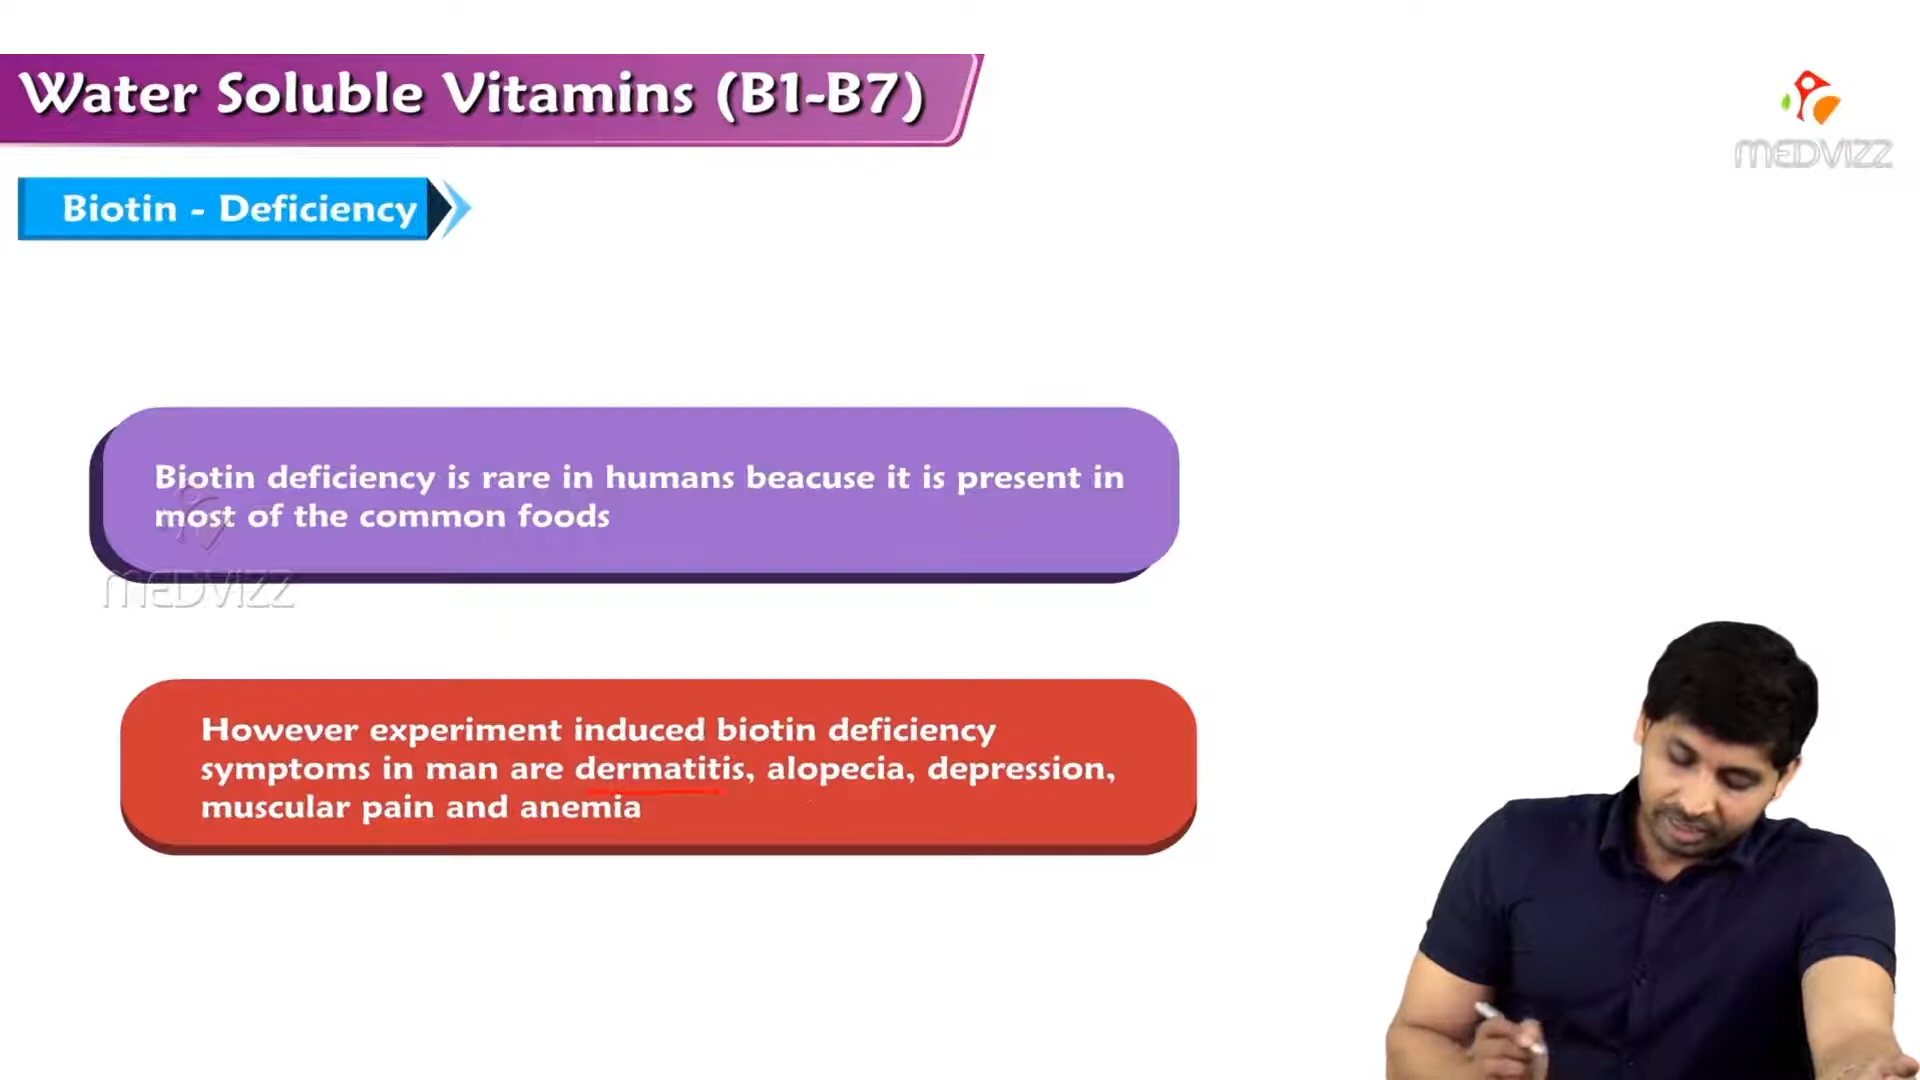 Water Soluble Vitamins (B1-B7)
MEDVIZZ
Biotin - Deficiency
Biotin deficiency is rare in humans beacuse it is present in
most of the common foods
MEDVIZZ
However experiment induced biotin deficiency
symptoms in man are dermatitis, alopecia, depression,
muscular pain and anemia